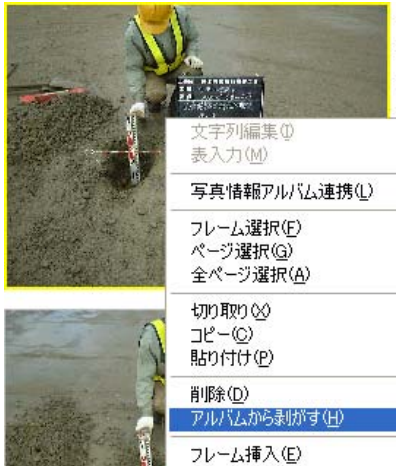 文字列編集(I)
表入力(M)
写真情報アルバム連携(L)
フレーム選択(F)
ページ選択(G)
全ページ選択(A)
切り取り(X)
コピー(C)
貼り付け(P)
削除(D)
アルバムから剥がす(H)
フレーム挿入(E)